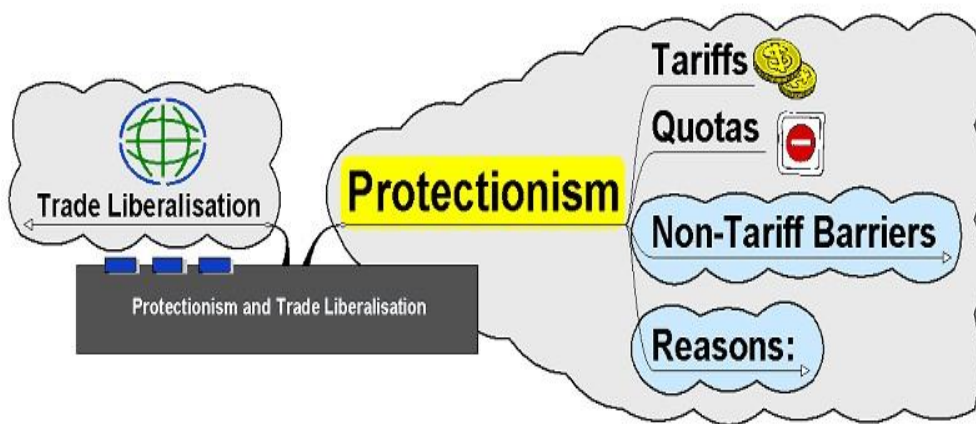 Trade Liberalisation
Protectionism and Trade Liberalisation
Protectionism
Tariffs
Quotas
Non-Tariff Barriers
Reasons: